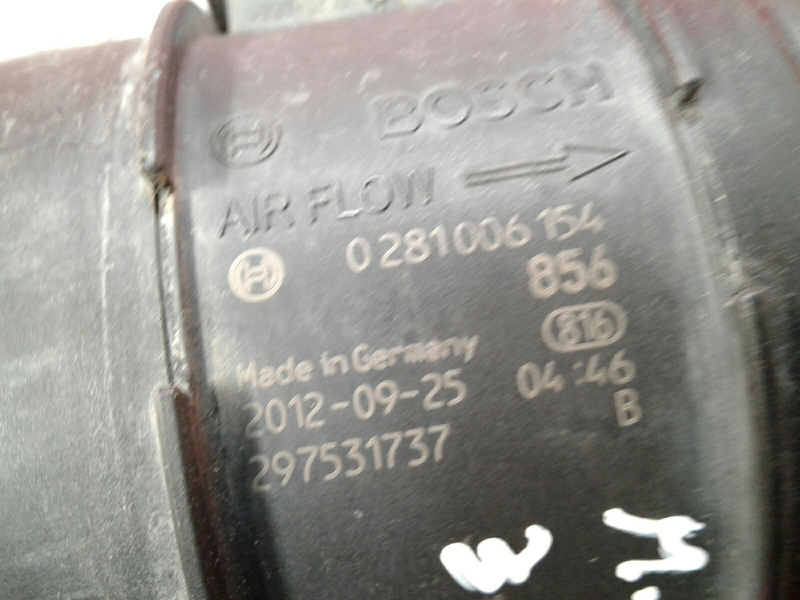 BOSCH
AIR FLOW
0 281 006 154
856
816
Made in Germany
2012-09-25 04:46
297531737 B